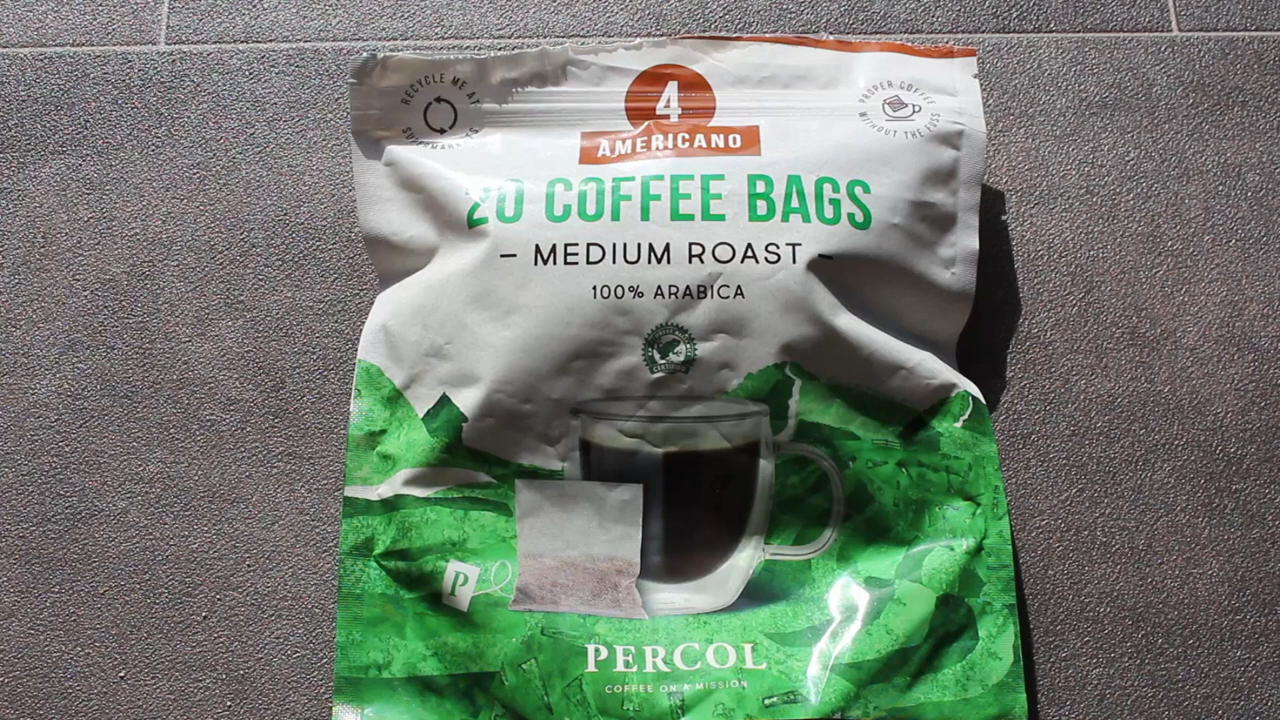 RECYCLE ME AT
SUPERMARKETS
4
AMERICANO
PROPER COFFEE
WITHOUT THE FUSS
20 COFFEE BAGS
- MEDIUM ROAST -
100% ARABICA
CERTIFIED
P
PERCOL
COFFEE ON A MISSION